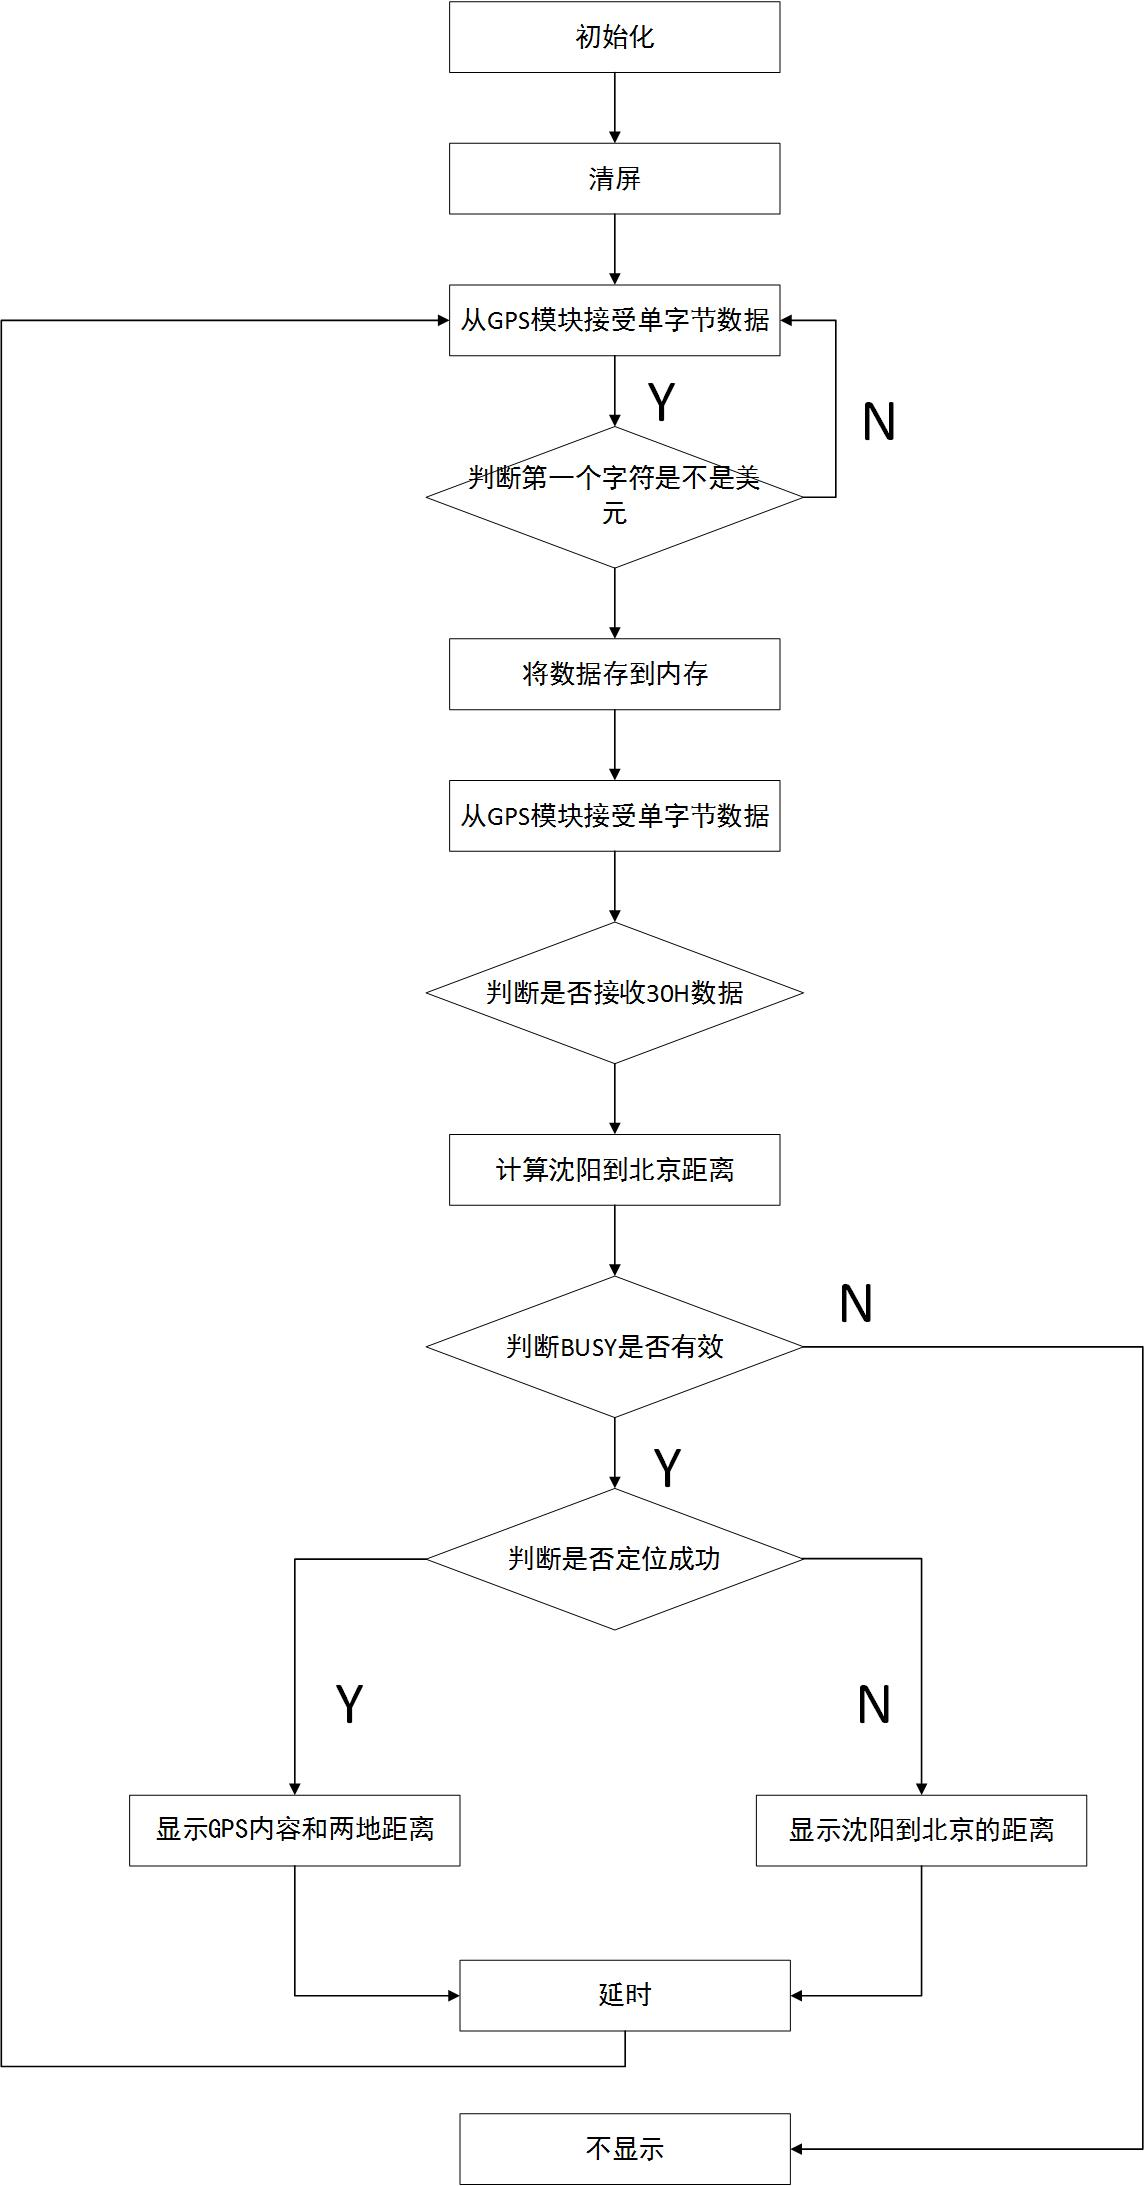 初始化
清屏
从GPS模块接受单字节数据
Y
N
判断第一个字符是不是美
元
将数据存到内存
从GPS模块接受单字节数据
判断是否接收30H数据
计算沈阳到北京距离
N
判断BUSY是否有效
Y
判断是否定位成功
Y
N
显示GPS内容和两地距离
显示沈阳到北京的距离
延时
不显示